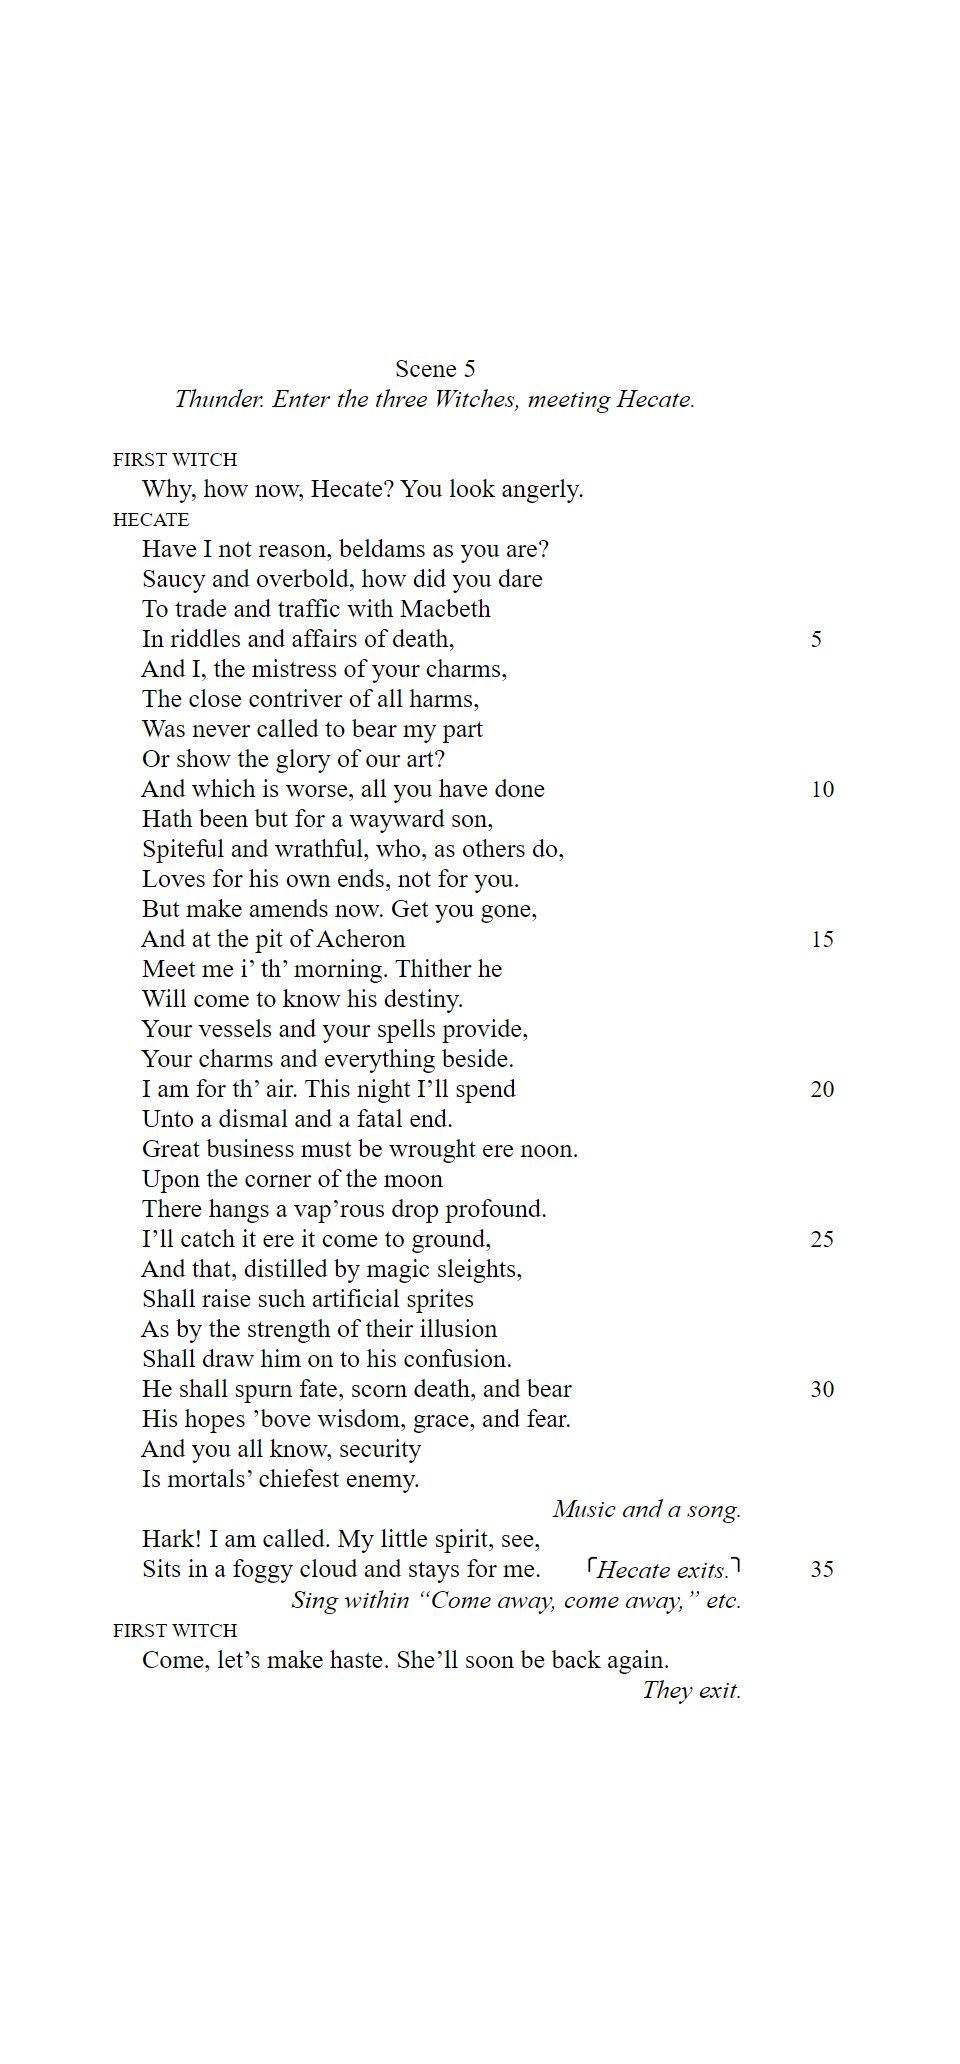 Scene 5
Thunder. Enter the three Witches, meeting Hecate.
FIRST WITCH
Why, how now, Hecate? You look angerly.
HECATE
Have I not reason, beldams as you are?
Saucy and overbold, how did you dare
To trade and traffic with Macbeth
In riddles and affairs of death, 5
And I, the mistress of your charms,
The close contriver of all harms,
Was never called to bear my part
Or show the glory of our art?
And which is worse, all you have done 10
Hath been but for a wayward son,
Spiteful and wrathful, who, as others do,
Loves for his own ends, not for you.
But make amends now. Get you gone,
And at the pit of Acheron 15
Meet me i’ th’ morning. Thither he
Will come to know his destiny.
Your vessels and your spells provide,
Your charms and everything beside.
I am for th’ air. This night I’ll spend 20
Unto a dismal and a fatal end.
Great business must be wrought ere noon.
Upon the corner of the moon
There hangs a vap’rous drop profound.
I’ll catch it ere it come to ground, 25
And that, distilled by magic sleights,
Shall raise such artificial sprites
As by the strength of their illusion
Shall draw him on to his confusion.
He shall spurn fate, scorn death, and bear 30
His hopes ’bove wisdom, grace, and fear.
And you all know, security
Is mortals’ chiefest enemy.
Music and a song.
Hark! I am called. My little spirit, see,
Sits in a foggy cloud and stays for me. ⌜Hecate exits.⌝ 35
Sing within “Come away, come away,” etc.
FIRST WITCH
Come, let’s make haste. She’ll soon be back again.
They exit.